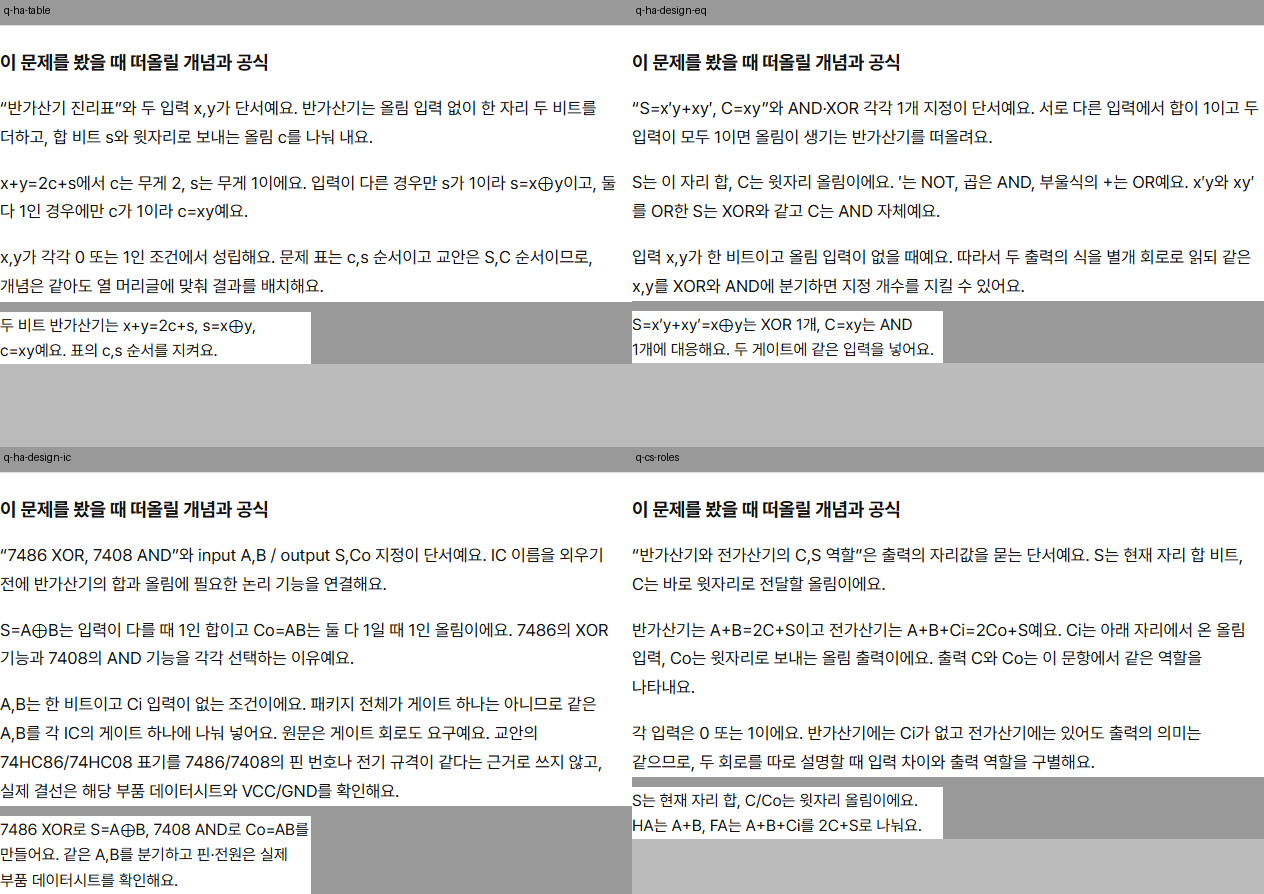 q-ha-table
이 문제를 봤을 때 떠올릴 개념과 공식
“반가산기 진리표”와 두 입력 x,y가 단서예요. 반가산기는 올림 입력 없이 한 자리 두 비트를
더하고, 합 비트 s와 윗자리로 보내는 올림 c를 나눠 내요.
x+y=2c+s에서 c는 무게 2, s는 무게 1이에요. 입력이 다른 경우만 s가 1이라 s=x⊕y이고, 둘
다 1인 경우에만 c가 1이라 c=xy예요.
x,y가 각각 0 또는 1인 조건에서 성립해요. 문제 표는 c,s 순서이고 교안은 S,C 순서이므로,
개념은 같아도 열 머리글에 맞춰 결과를 배치해요.
두 비트 반가산기는 x+y=2c+s, s=x⊕y,
c=xy예요. 표의 c,s 순서를 지켜요.
q-ha-design-eq
이 문제를 봤을 때 떠올릴 개념과 공식
“S=x′y+xy′, C=xy”와 AND·XOR 각각 1개 지정이 단서예요. 서로 다른 입력에서 합이 1이고 두
입력이 모두 1이면 올림이 생기는 반가산기를 떠올려요.
S는 이 자리 합, C는 윗자리 올림이에요. ′는 NOT, 곱은 AND, 부울식의 +는 OR예요. x′y와 xy′
를 OR한 S는 XOR와 같고 C는 AND 자체예요.
입력 x,y가 한 비트이고 올림 입력이 없을 때예요. 따라서 두 출력의 식을 별개 회로로 읽되 같은
x,y를 XOR와 AND에 분기하면 지정 개수를 지킬 수 있어요.
S=x′y+xy′=x⊕y는 XOR 1개, C=xy는 AND
1개에 대응해요. 두 게이트에 같은 입력을 넣어요.
q-ha-design-ic
이 문제를 봤을 때 떠올릴 개념과 공식
“7486 XOR, 7408 AND”와 input A,B / output S,Co 지정이 단서예요. IC 이름을 외우기
전에 반가산기의 합과 올림에 필요한 논리 기능을 연결해요.
S=A⊕B는 입력이 다를 때 1인 합이고 Co=AB는 둘 다 1일 때 1인 올림이에요. 7486의 XOR
기능과 7408의 AND 기능을 각각 선택하는 이유예요.
A,B는 한 비트이고 Ci 입력이 없는 조건이에요. 패키지 전체가 게이트 하나는 아니므로 같은
A,B를 각 IC의 게이트 하나에 나눠 넣어요. 원문은 게이트 회로도 요구예요. 교안의
74HC86/74HC08 표기를 7486/7408의 핀 번호나 전기 규격이 같다는 근거로 쓰지 않고,
실제 결선은 해당 부품 데이터시트와 VCC/GND를 확인해요.
7486 XOR로 S=A⊕B, 7408 AND로 Co=AB를
만들어요. 같은 A,B를 분기하고 핀·전원은 실제
부품 데이터시트를 확인해요.
q-cs-roles
이 문제를 봤을 때 떠올릴 개념과 공식
“반가산기와 전가산기의 C,S 역할”은 출력의 자리값을 묻는 단서예요. S는 현재 자리 합 비트,
C는 바로 윗자리로 전달할 올림이에요.
반가산기는 A+B=2C+S이고 전가산기는 A+B+Ci=2Co+S예요. Ci는 아래 자리에서 온 올림
입력, Co는 윗자리로 보내는 올림 출력이에요. 출력 C와 Co는 이 문항에서 같은 역할을
나타내요.
각 입력은 0 또는 1이에요. 반가산기에는 Ci가 없고 전가산기에는 있어도 출력의 의미는
같으므로, 두 회로를 따로 설명할 때 입력 차이와 출력 역할을 구별해요.
S는 현재 자리 합, C/Co는 윗자리 올림이에요.
HA는 A+B, FA는 A+B+Ci를 2C+S로 나눠요.